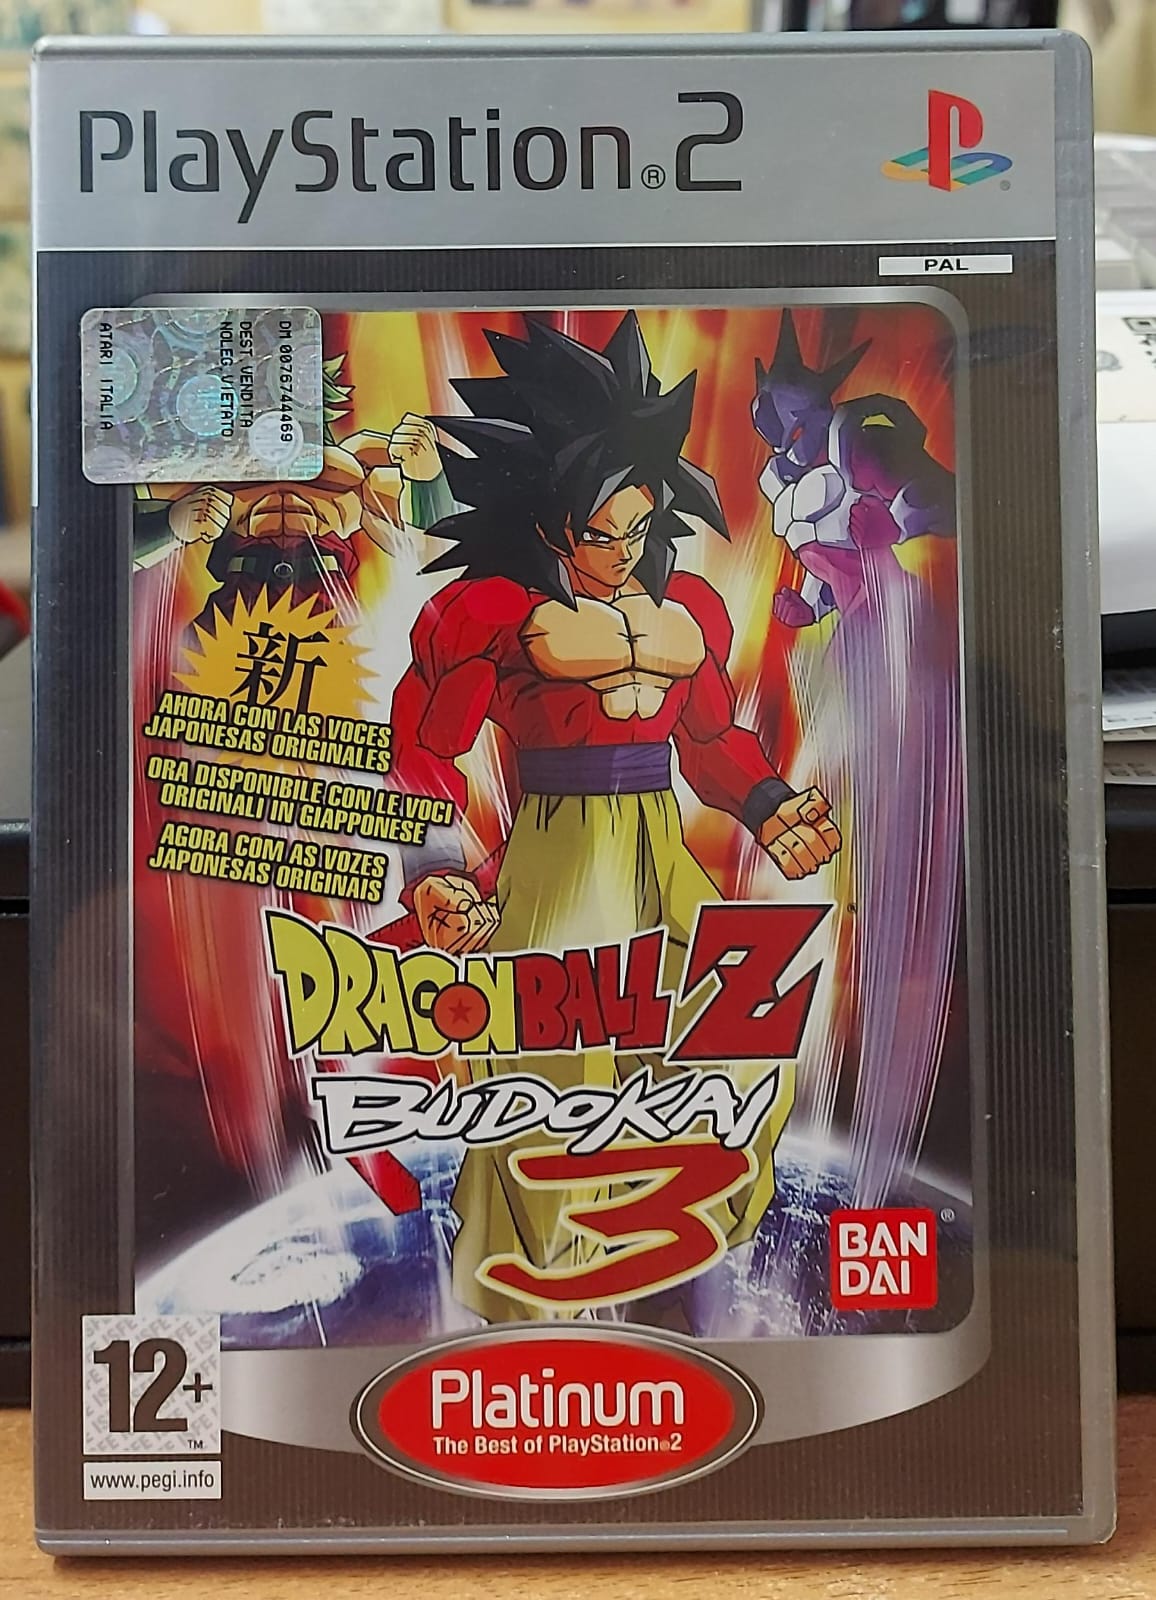 PlayStation®2
PAL
DM 0076744469
DEST.VENDITA
NOLEG.VIETATO
ATARI ITALIA
新
AHORA CON LAS VOCES
JAPONESAS ORIGINALES
ORA DISPONIBILE CON LE VOCI
ORIGINALI IN GIAPPONESE
AGORA COM AS VOZES
JAPONESAS ORIGINAIS
DRAGONBALL Z
BUDOKAI
3
BAN
DAI
12+
www.pegi.info
Platinum
The Best of PlayStation®2